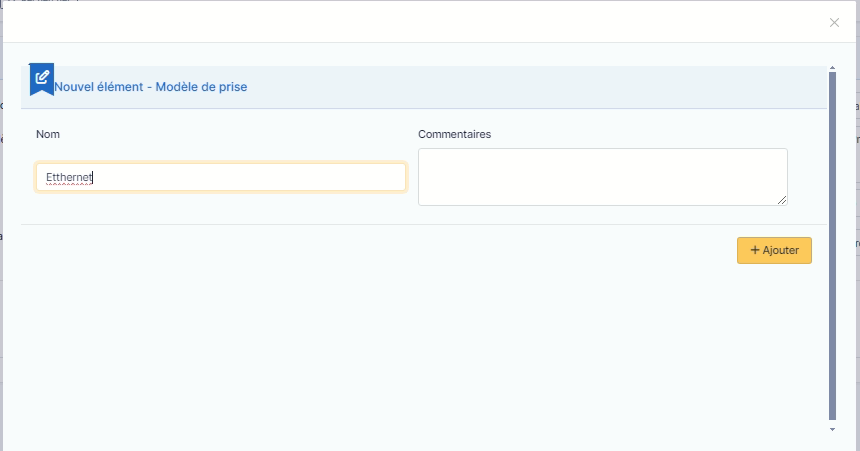 Nouvel élément - Modèle de prise
Nom
Commentaires
Etthernet
+ Ajouter